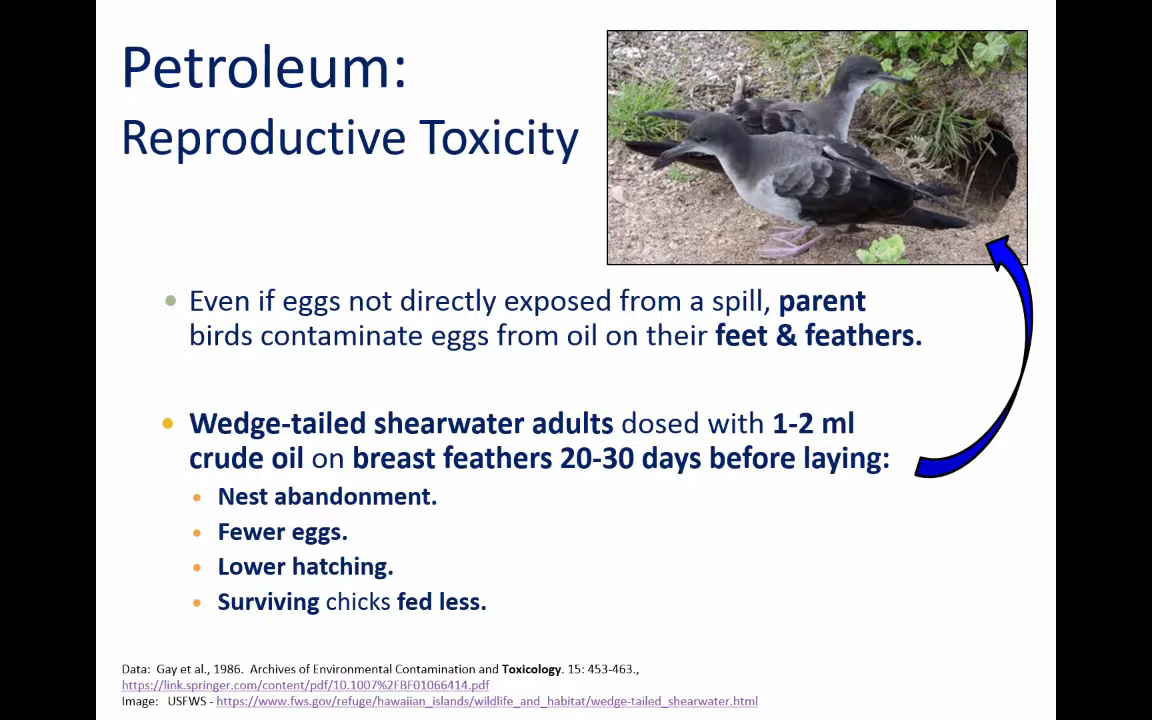 Petroleum:
Reproductive Toxicity
Even if eggs not directly exposed from a spill, parent
birds contaminate eggs from oil on their feet & feathers.
Wedge-tailed shearwater adults dosed with 1-2 ml
crude oil on breast feathers 20-30 days before laying:
Nest abandonment.
Fewer eggs.
Lower hatching.
Surviving chicks fed less.
Data: Gay et al., 1986. Archives of Environmental Contamination and Toxicology. 15: 453-463.,
https://link.springer.com/content/pdf/10.1007%2FBF01066414.pdf
Image: USFWS - https://www.fws.gov/refuge/hawaiian_islands/wildlife_and_habitat/wedge-tailed_shearwater.html